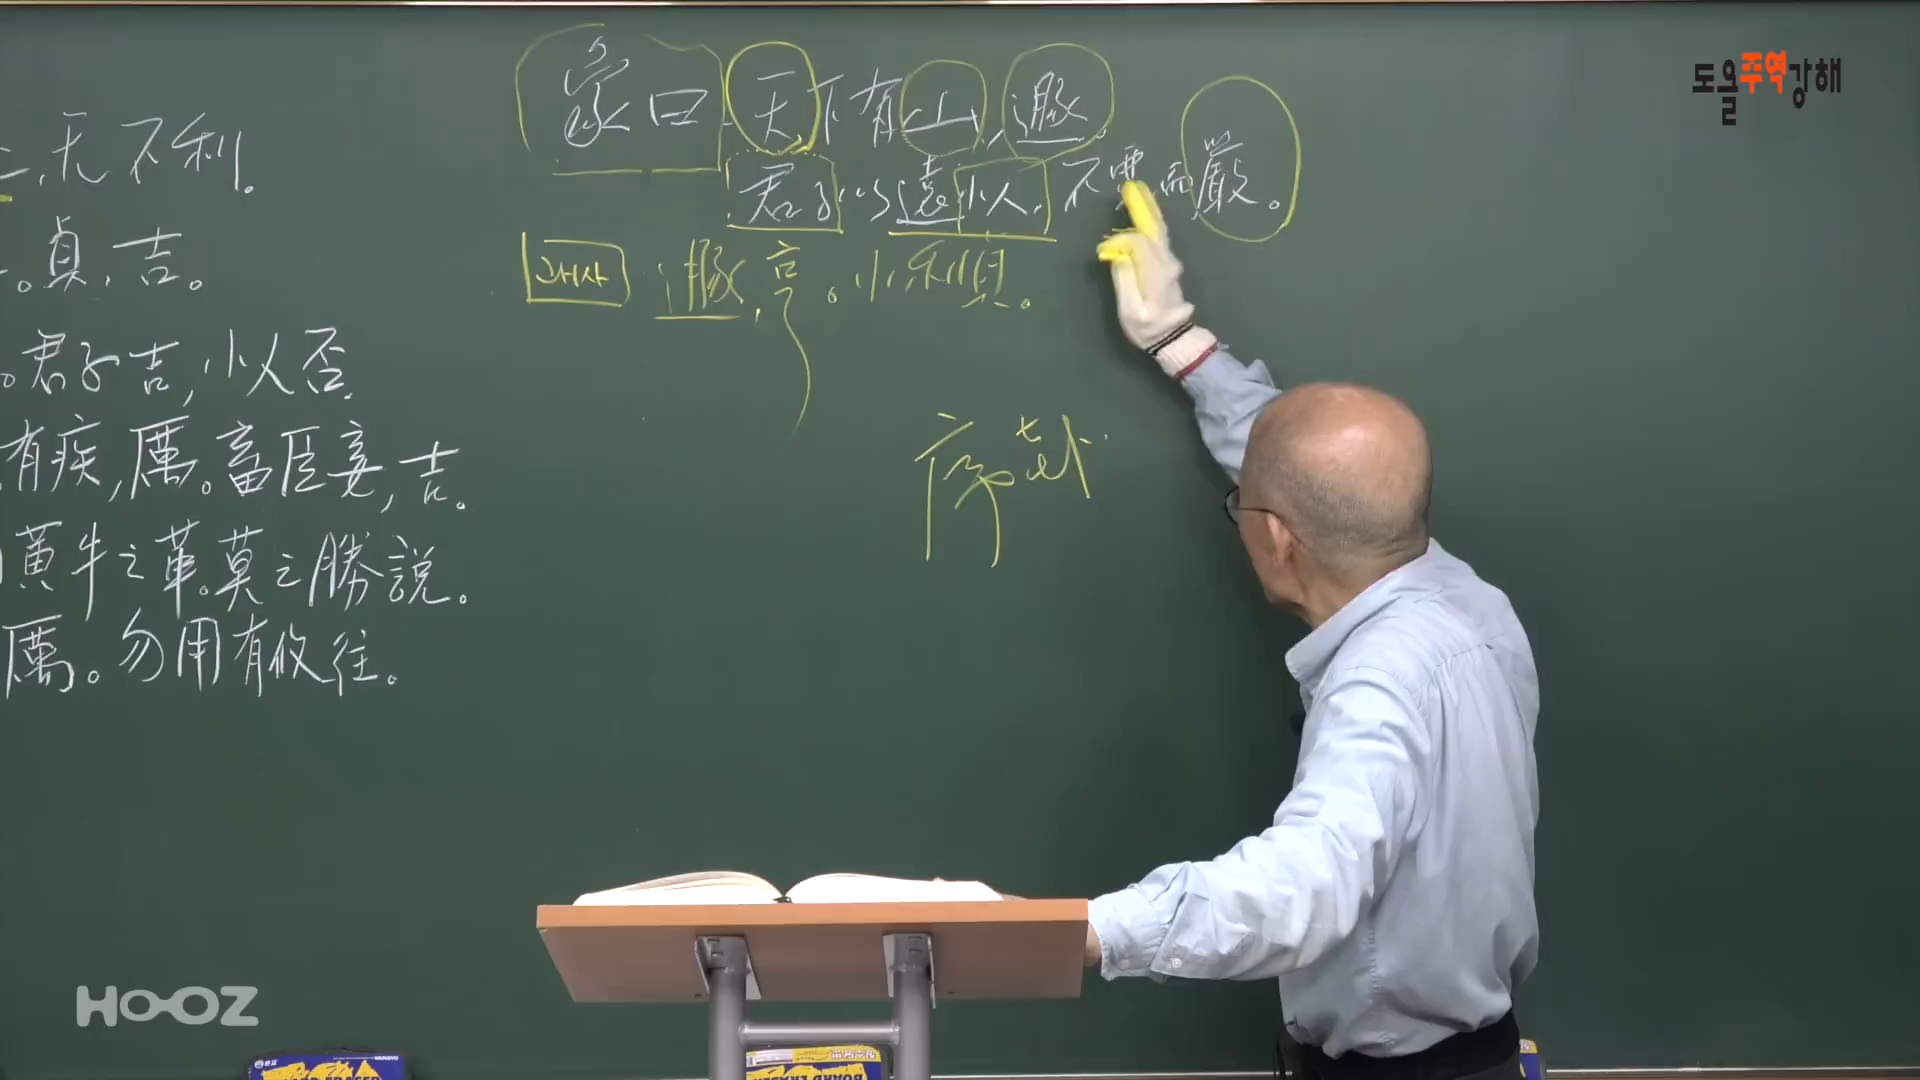 象曰 天下有山, 遯.
君子以遠小人, 不惡而嚴。
괘사 遯, 亨。小利貞。
序
无不利。
。貞, 吉。
。君子吉, 小人否.
有疾, 厲。畜臣妾, 吉。
黃牛之革。莫之勝說。
厲。勿用有攸往。
도올주역강해
HOOZ